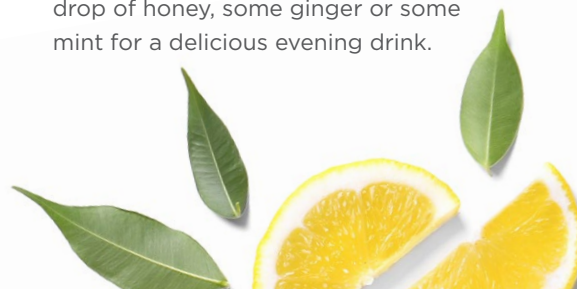 drop of honey, some ginger or some
mint for a delicious evening drink.